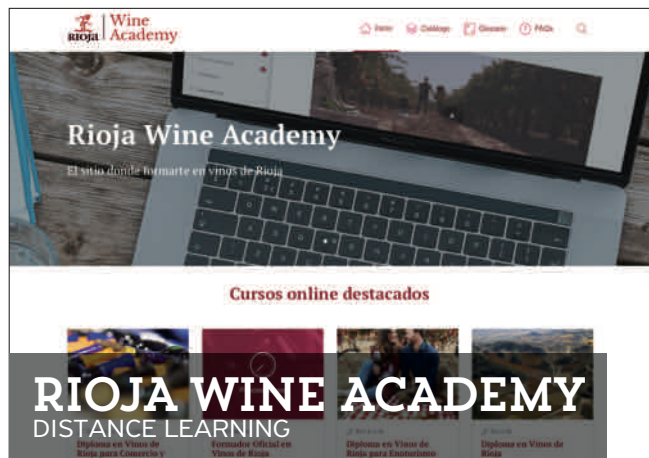 RIOJA
Wine
Academy
Home
Catálogo
Glosario
FAQs
Rioja Wine Academy
El sitio donde formarte en vinos de Rioja
Cursos online destacados
RIOJA WINE ACADEMY
DISTANCE LEARNING
Diploma en Vinos de
Rioja para Comercio y
Formador Oficial en
Vinos de Rioja
Diploma en Vinos de
Rioja para Enoturismo
Diploma en Vinos de
Rioja